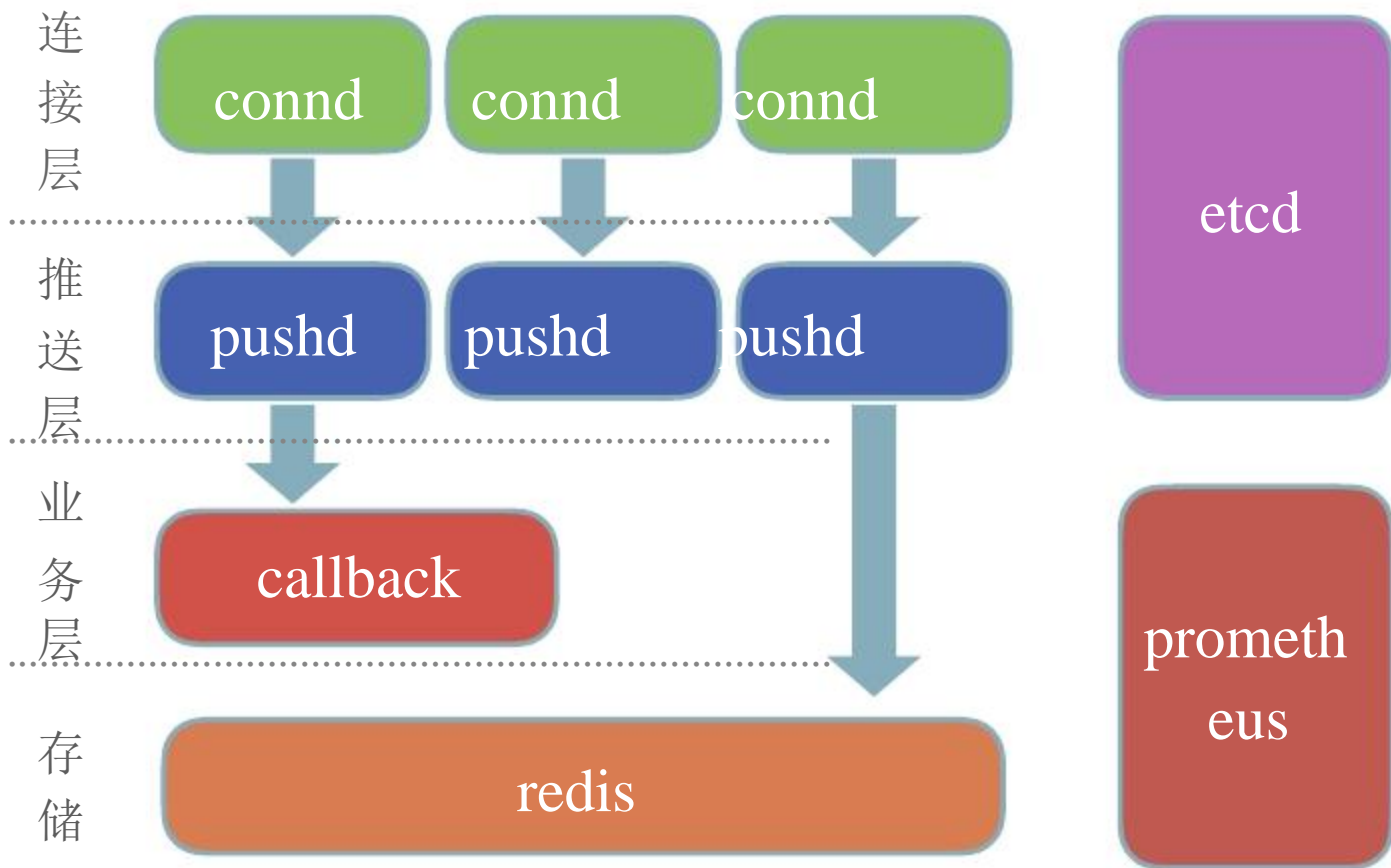 连接层
connd
connd
connd
etcd
推送层
pushd
pushd
pushd
业务层
callback
prometh
eus
存储
redis